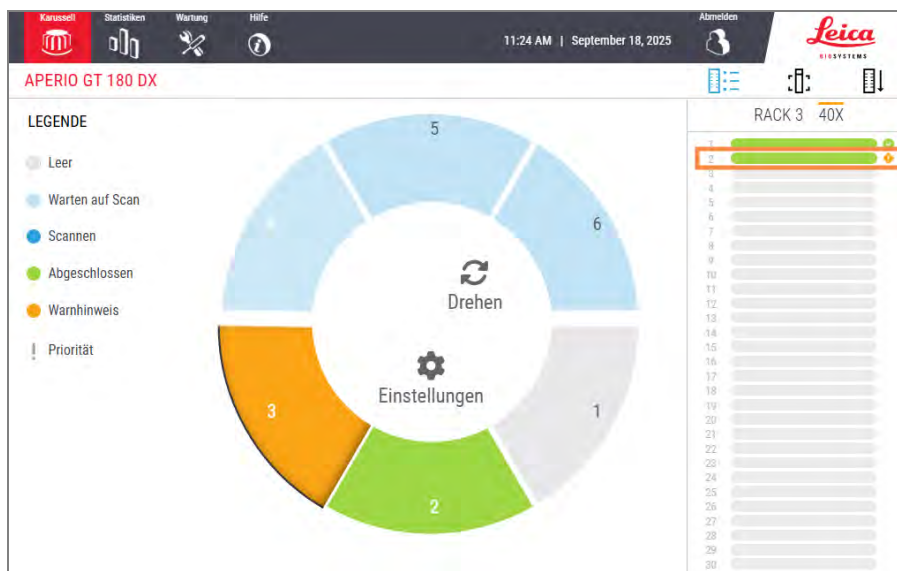 Karussell Statistiken Wartung Hilfe Abmelden
11:24 AM | September 18, 2025
Leica
BIOSYSTEMS
APERIO GT 180 DX
RACK 3 40X
LEGENDE
Leer
Warten auf Scan
Scannen
Abgeschlossen
Warnhinweis
! Priorität
5
6
Drehen
Einstellungen
3
1
2
1
2
3
4
5
6
7
8
9
10
11
12
13
14
15
16
17
18
19
20
21
22
23
24
25
26
27
28
29
30